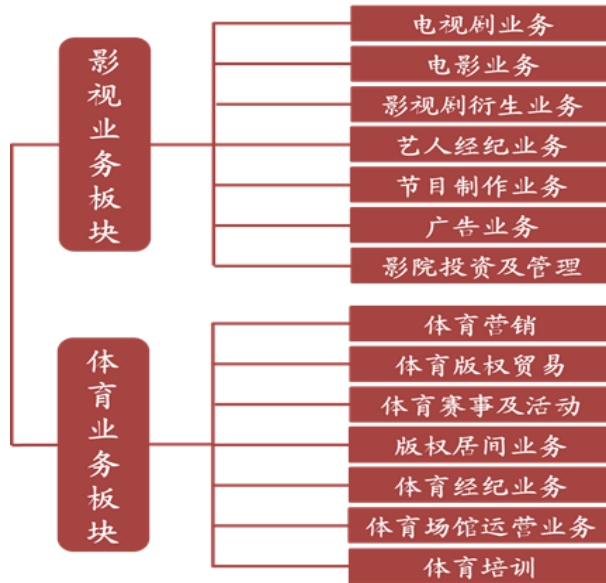 影视业务板块
电视剧业务
电影业务
影视剧衍生业务
艺人经纪业务
节目制作业务
广告业务
影院投资及管理
体育业务板块
体育营销
体育版权贸易
体育赛事及活动
版权居间业务
体育经纪业务
体育场馆运营业务
体育培训